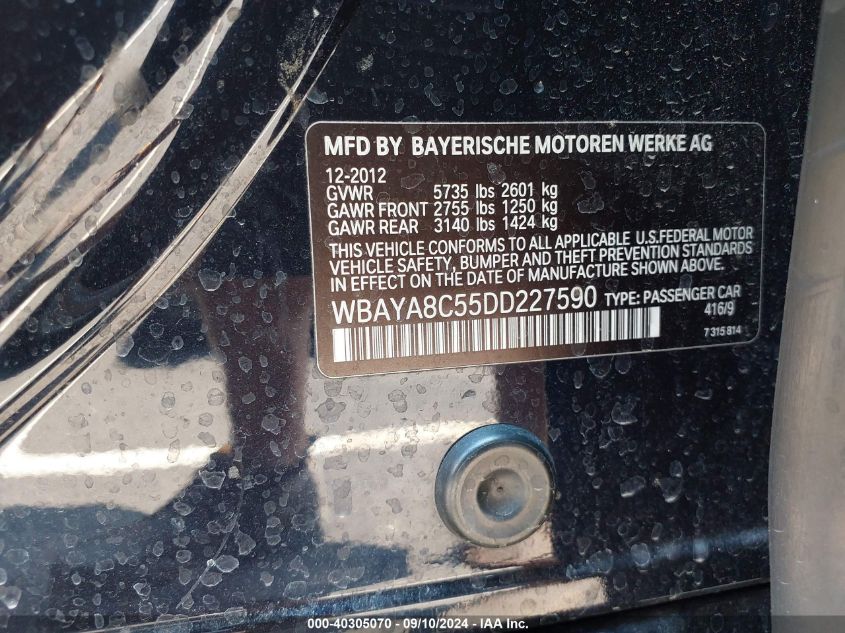 MFD BY BAYERISCHE MOTOREN WERKE AG
12-2012
GVWR 5735 lbs 2601 kg
GAWR FRONT 2755 lbs 1250 kg
GAWR REAR 3140 lbs 1424 kg
THIS VEHICLE CONFORMS TO ALL APPLICABLE U.S.FEDERAL MOTOR
VEHICLE SAFETY, BUMPER AND THEFT PREVENTION STANDARDS
IN EFFECT ON THE DATE OF MANUFACTURE SHOWN ABOVE.
WBAYA8C55DD227590 TYPE: PASSENGER CAR
416/9
7 315 814
000-40305070 - 09/10/2024 - IAA Inc.